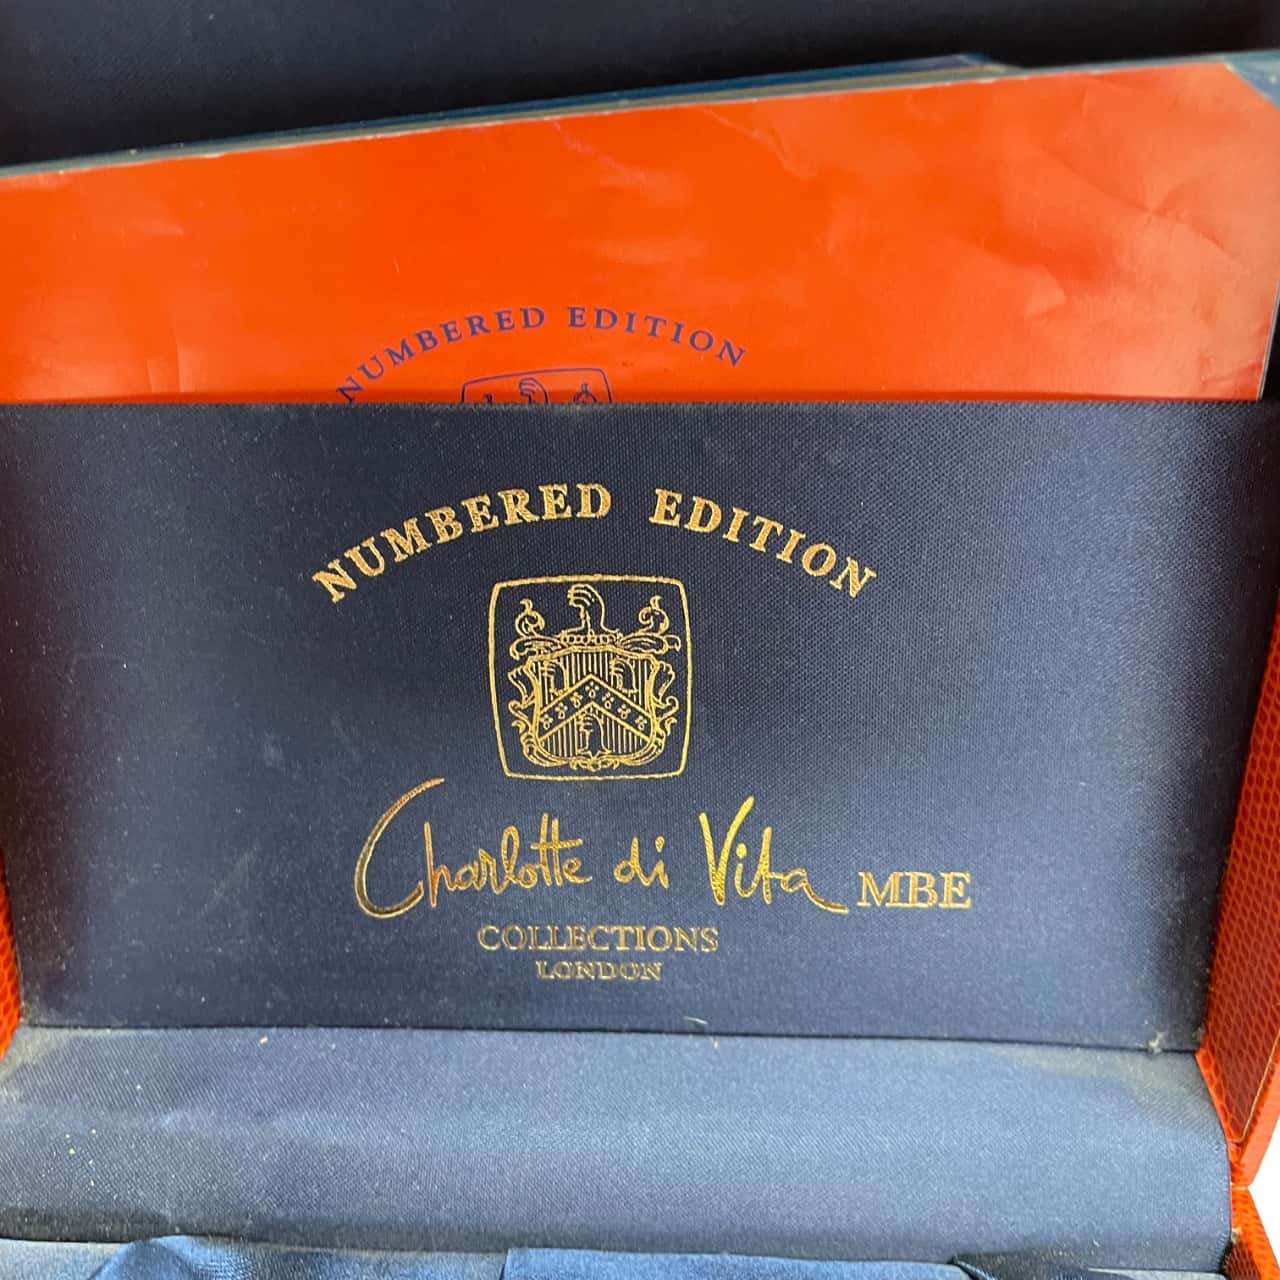 NUMBERED EDITION
NUMBERED EDITION
Charlotte di Vita MBE
COLLECTIONS
LONDON